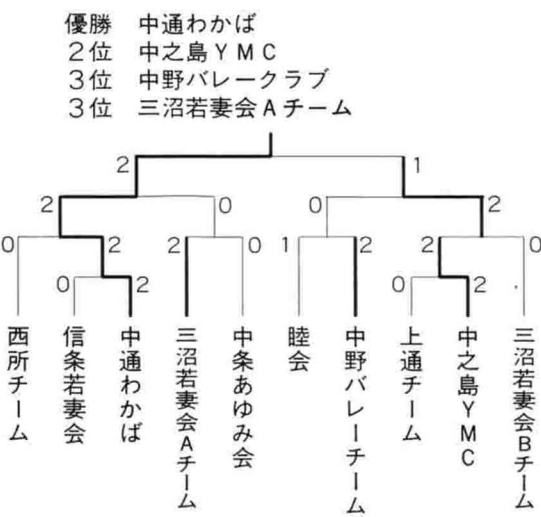 優勝 中通わかば
2位 中之島YMC
3位 中野バレークラブ
3位 三沼若妻会Aチーム
2 1
2 0 0 2
0 2 2 0 1 2 2 0
0 2 0 2
西所チーム
信条若妻会
中通わかば
三沼若妻会Aチーム
中条あゆみ会
睦会
中野バレーチーム
上通チーム
中之島YMC
三沼若妻会Bチーム